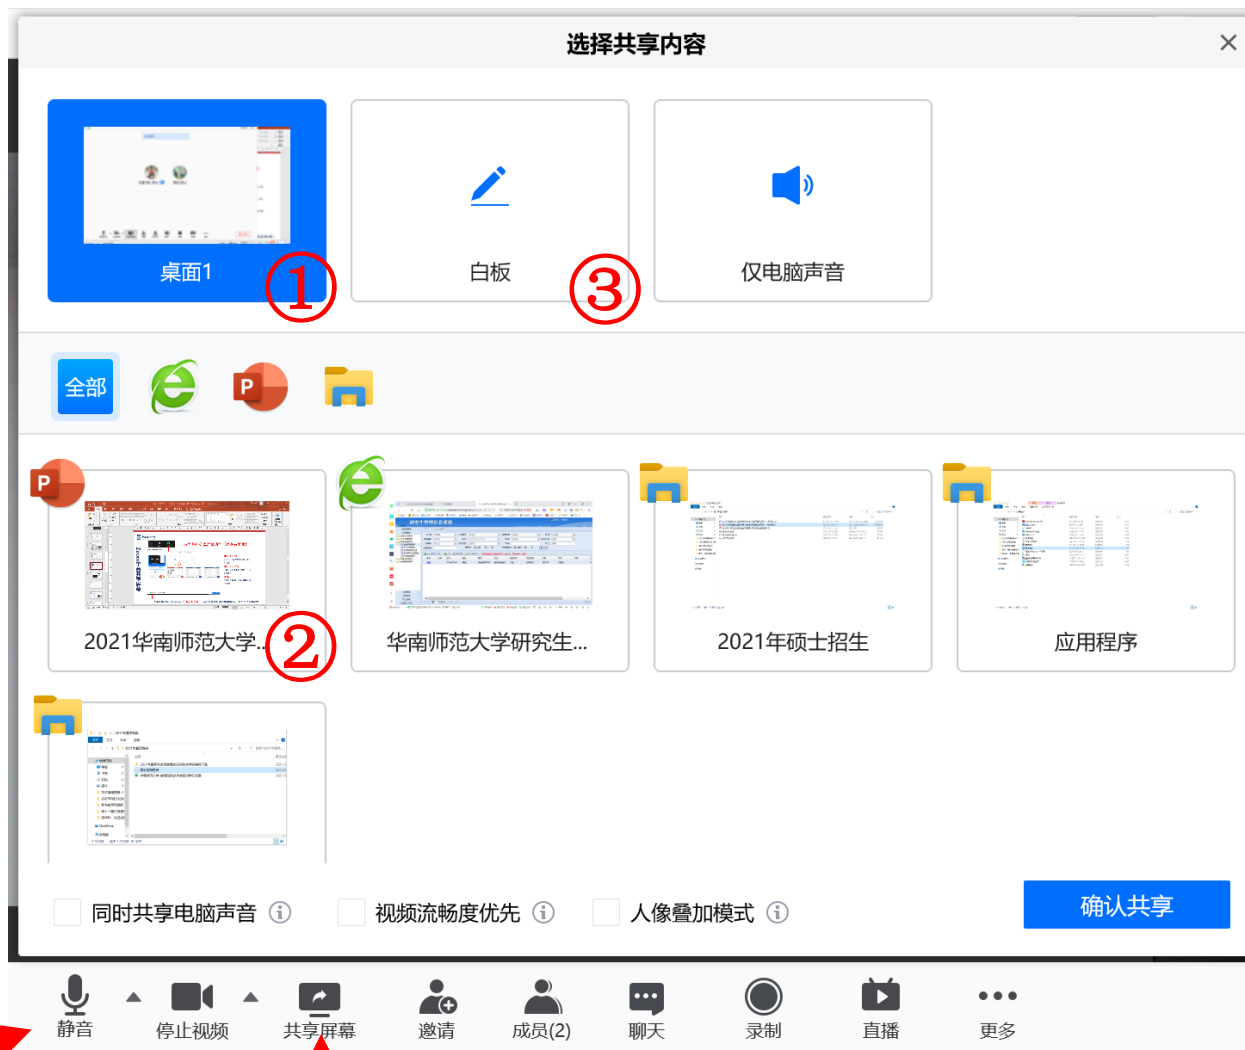 选择共享内容
桌面1
①
白板
③
仅电脑声音
全部
2021华南师范大学...
②
华南师范大学研究生...
2021年硕士招生
应用程序
同时共享电脑声音
视频流畅度优先
人像叠加模式
确认共享
静音
停止视频
共享屏幕
邀请
成员(2)
聊天
录制
直播
更多